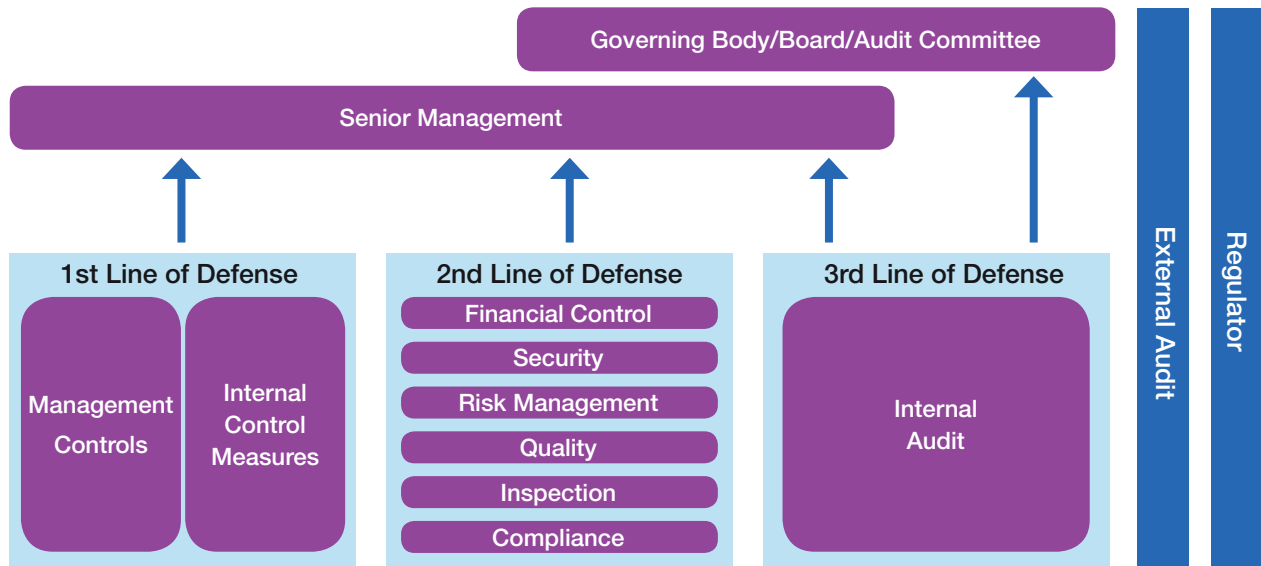 Governing Body/Board/Audit Committee
Senior Management
1st Line of Defense
Management
Controls
Internal
Control
Measures
2nd Line of Defense
Financial Control
Security
Risk Management
Quality
Inspection
Compliance
3rd Line of Defense
Internal
Audit
External Audit
Regulator